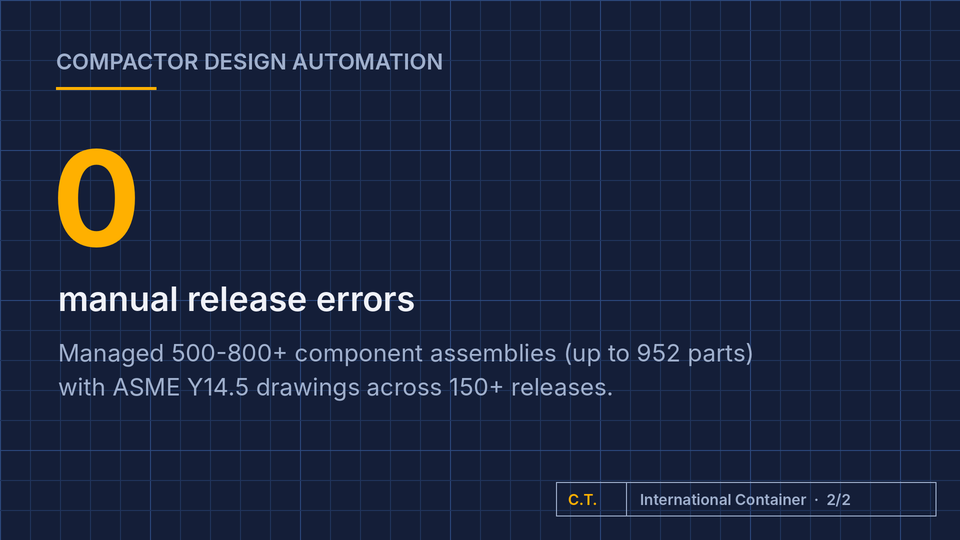 COMPACTOR DESIGN AUTOMATION
0
manual release errors
Managed 500-800+ component assemblies (up to 952 parts)
with ASME Y14.5 drawings across 150+ releases.
C.T. International Container · 2/2